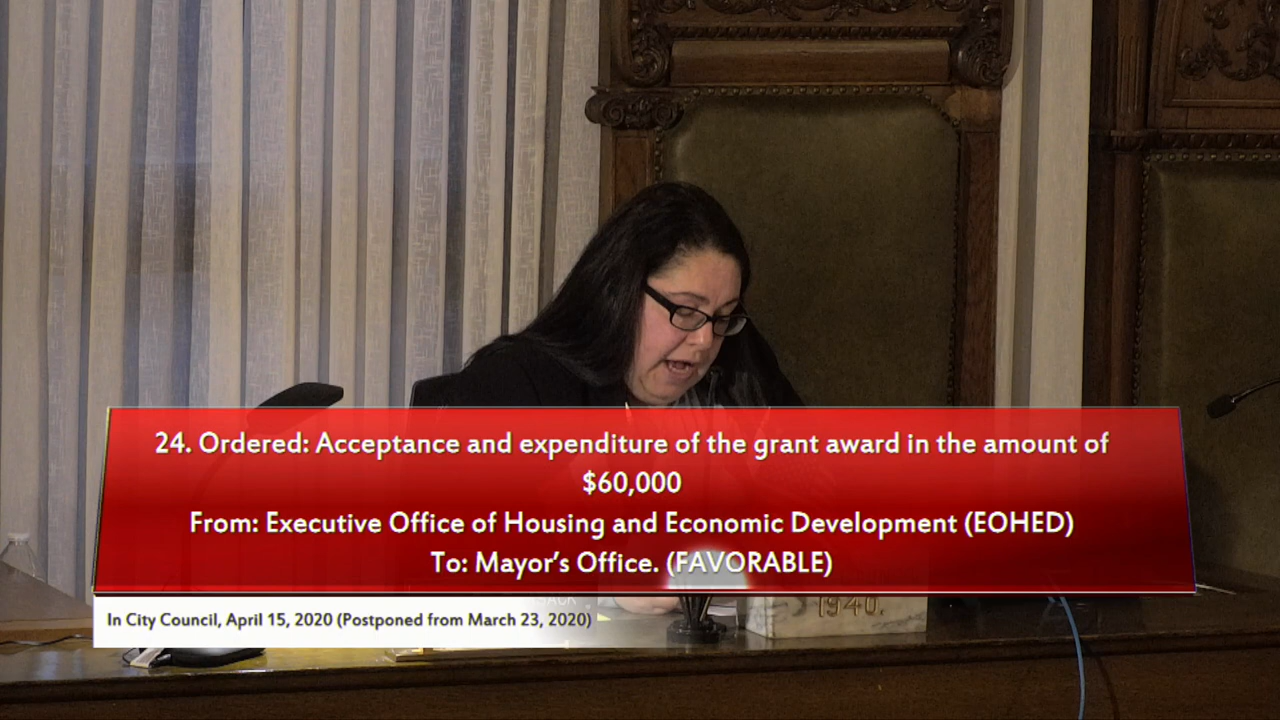 24. Ordered: Acceptance and expenditure of the grant award in the amount of
$60,000
From: Executive Office of Housing and Economic Development (EOHED)
To: Mayor's Office. (FAVORABLE)
1940.
In City Council, April 15, 2020 (Postponed from March 23, 2020)